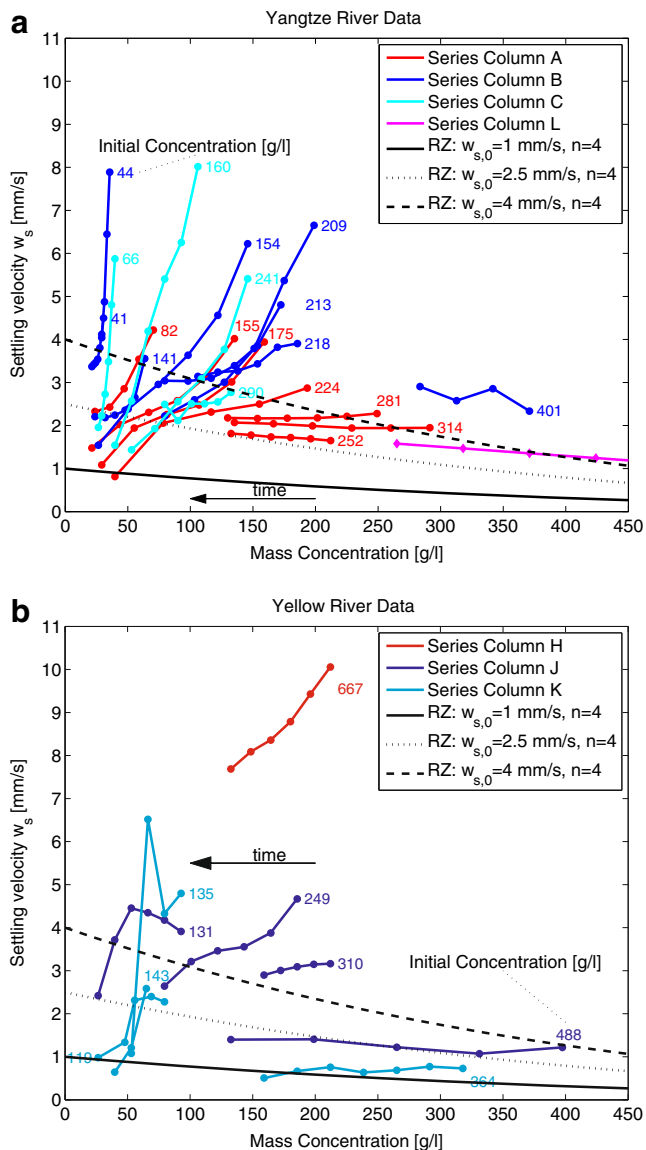 a
Yangtze River Data
11
10
9
8
7
6
5
4
3
2
1
0
Settling velocity w_s [mm/s]
Series Column A
Series Column B
Series Column C
Series Column L
RZ: w_s,0=1 mm/s, n=4
RZ: w_s,0=2.5 mm/s, n=4
RZ: w_s,0=4 mm/s, n=4
Initial Concentration [g/l]
44
160
209
154
66
241
213
41
82
155
175
218
141
224
200
281
401
314
252
time
0 50 100 150 200 250 300 350 400 450
Mass Concentration [g/l]
b
Yellow River Data
11
10
9
8
7
6
5
4
3
2
1
0
Settling velocity w_s [mm/s]
Series Column H
Series Column J
Series Column K
RZ: w_s,0=1 mm/s, n=4
RZ: w_s,0=2.5 mm/s, n=4
RZ: w_s,0=4 mm/s, n=4
667
time
135
249
131
310
Initial Concentration [g/l]
143
488
119
364
0 50 100 150 200 250 300 350 400 450
Mass Concentration [g/l]